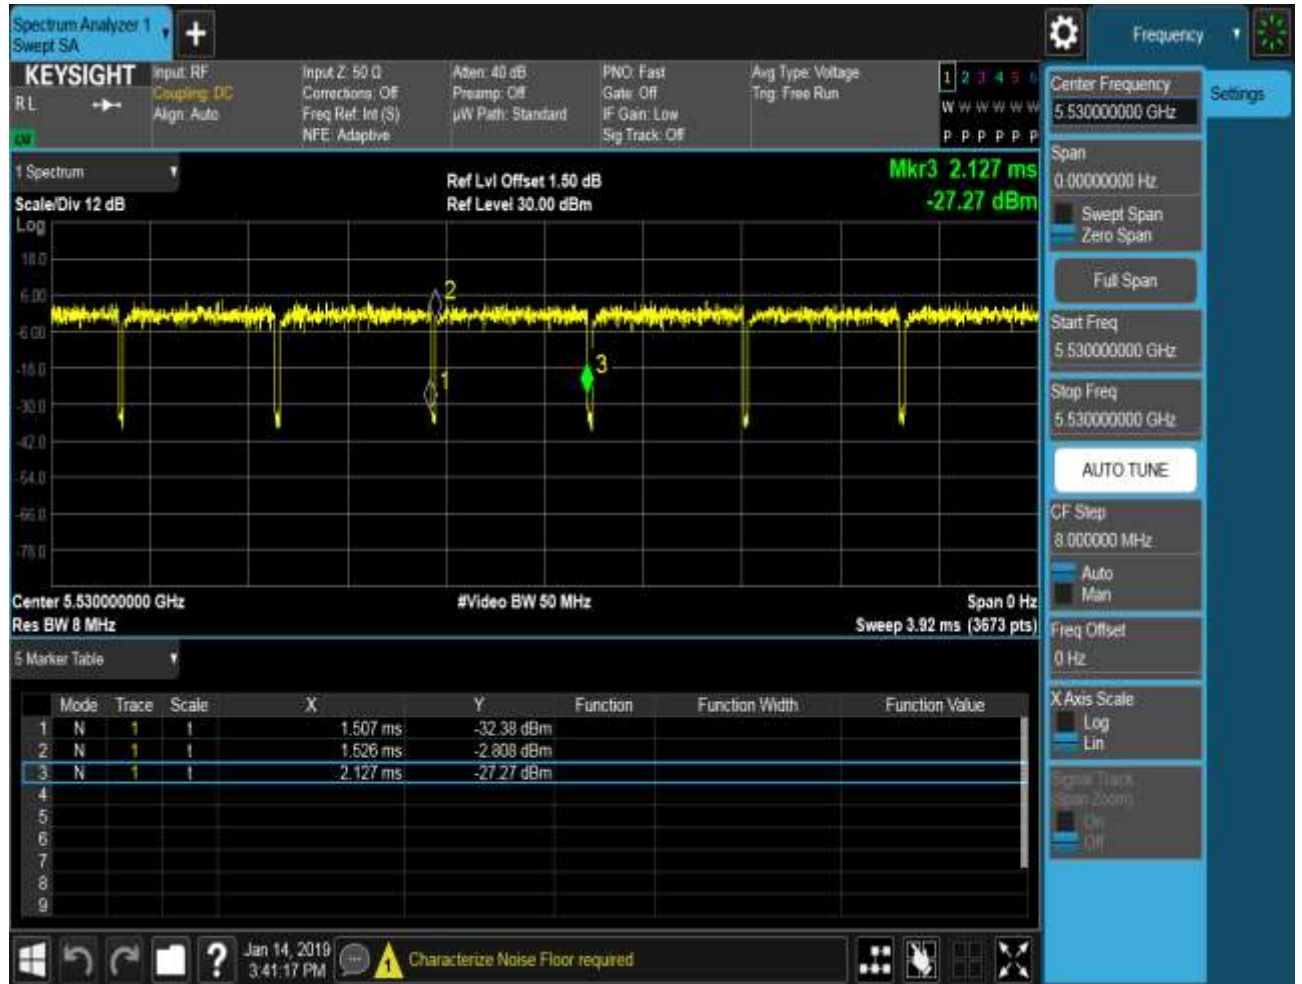 Spectrum Analyzer 1
Swept SA
Frequency
KEYSIGHT
R L
Input: RF
Coupling: DC
Align: Auto
Input Z: 50 Ω
Corrections: Off
Freq Ref: Int (S)
NFE: Adaptive
Atten: 40 dB
Preamp: Off
µW Path: Standard
PNO: Fast
Gate: Off
IF Gain: Low
Sig Track: Off
Avg Type: Voltage
Trig: Free Run
1 2 3 4 5 6
W W W W W W
P P P P P P
1 Spectrum
Scale/Div 12 dB
Log
Ref Lvl Offset 1.50 dB
Ref Level 30.00 dBm
Mkr3 2.127 ms
-27.27 dBm
18.0
6.00
-6.00
-18.0
-30.0
-42.0
-54.0
-66.0
-78.0
2
1
3
Center 5.530000000 GHz
#Video BW 50 MHz
Span 0 Hz
Res BW 8 MHz
Sweep 3.92 ms (3673 pts)
5 Marker Table
Mode Trace Scale X Y Function Function Width Function Value
1 N 1 t 1.507 ms -32.38 dBm
2 N 1 t 1.526 ms -2.808 dBm
3 N 1 t 2.127 ms -27.27 dBm
4
5
6
7
8
9
Jan 14, 2019
3:41:17 PM
Characterize Noise Floor required
Center Frequency
5.530000000 GHz
Settings
Span
0.00000000 Hz
Swept Span
Zero Span
Full Span
Start Freq
5.530000000 GHz
Stop Freq
5.530000000 GHz
AUTO TUNE
CF Step
8.000000 MHz
Auto
Man
Freq Offset
0 Hz
X Axis Scale
Log
Lin
Signal Track
(Span Zoom)
On
Off